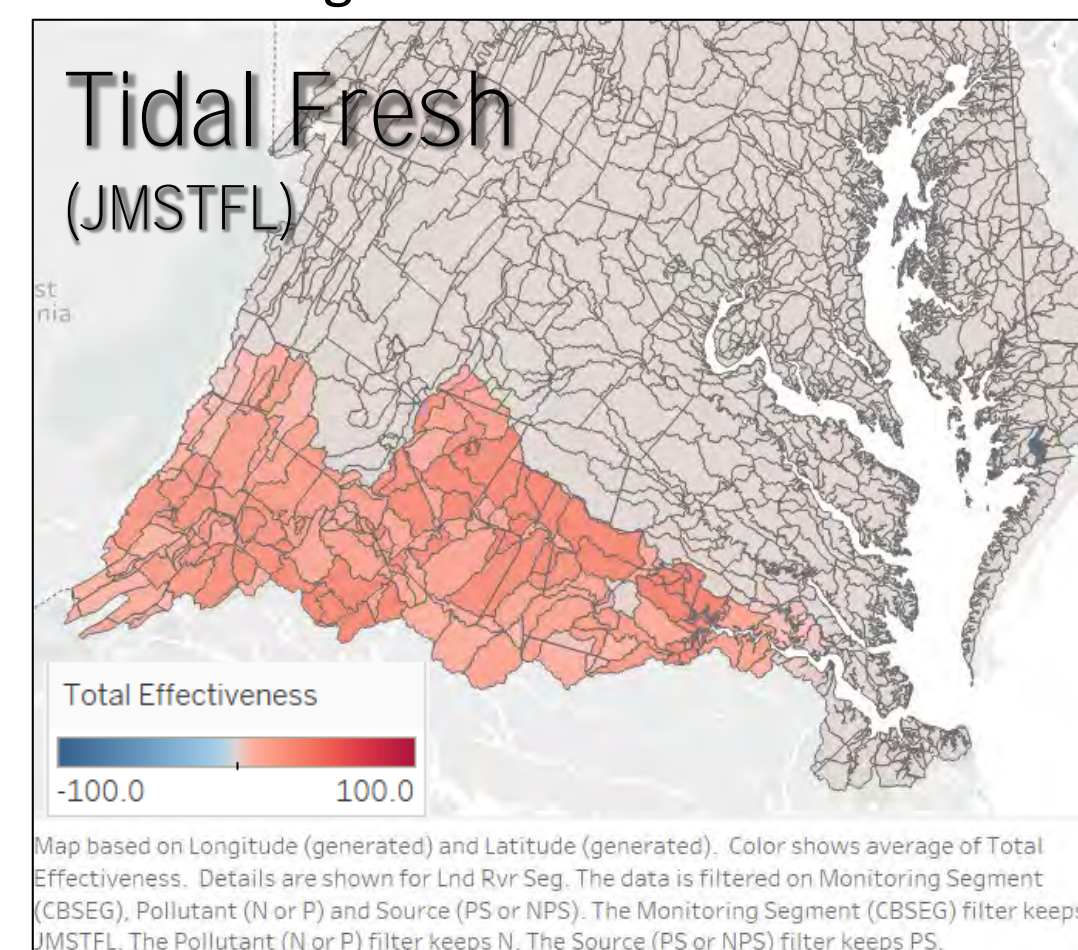 Tidal Fresh
(JMSTFL)
st
nia
Total Effectiveness
-100.0 100.0
Map based on Longitude (generated) and Latitude (generated). Color shows average of Total
Effectiveness. Details are shown for Lnd Rvr Seg. The data is filtered on Monitoring Segment
(CBSEG), Pollutant (N or P) and Source (PS or NPS). The Monitoring Segment (CBSEG) filter keeps
JMSTFL. The Pollutant (N or P) filter keeps N. The Source (PS or NPS) filter keeps PS.